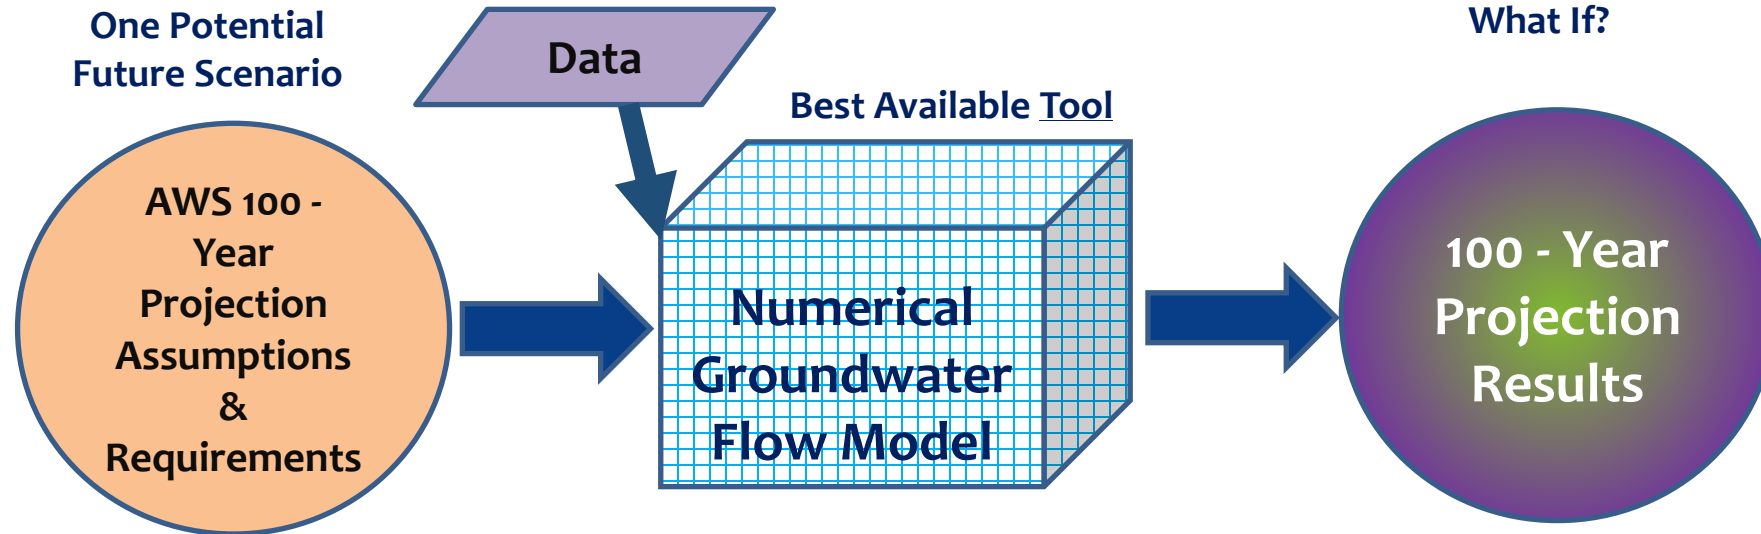 One Potential
Future Scenario
AWS 100 -
Year
Projection
Assumptions
&
Requirements
Data
Best Available Tool
Numerical
Groundwater
Flow Model
What If?
100 - Year
Projection
Results